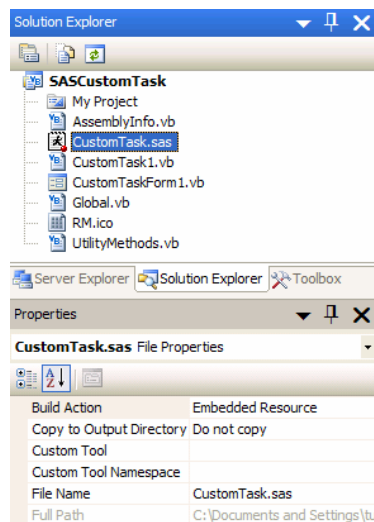 Solution Explorer
SASCustomTask
My Project
AssemblyInfo.vb
CustomTask.sas
CustomTask1.vb
CustomTaskForm1.vb
Global.vb
RM.ico
UtilityMethods.vb
Server Explorer Solution Explorer Toolbox
Properties
CustomTask.sas File Properties
Build Action Embedded Resource
Copy to Output Directory Do not copy
Custom Tool
Custom Tool Namespace
File Name CustomTask.sas
Full Path C:\Documents and Settings\tu